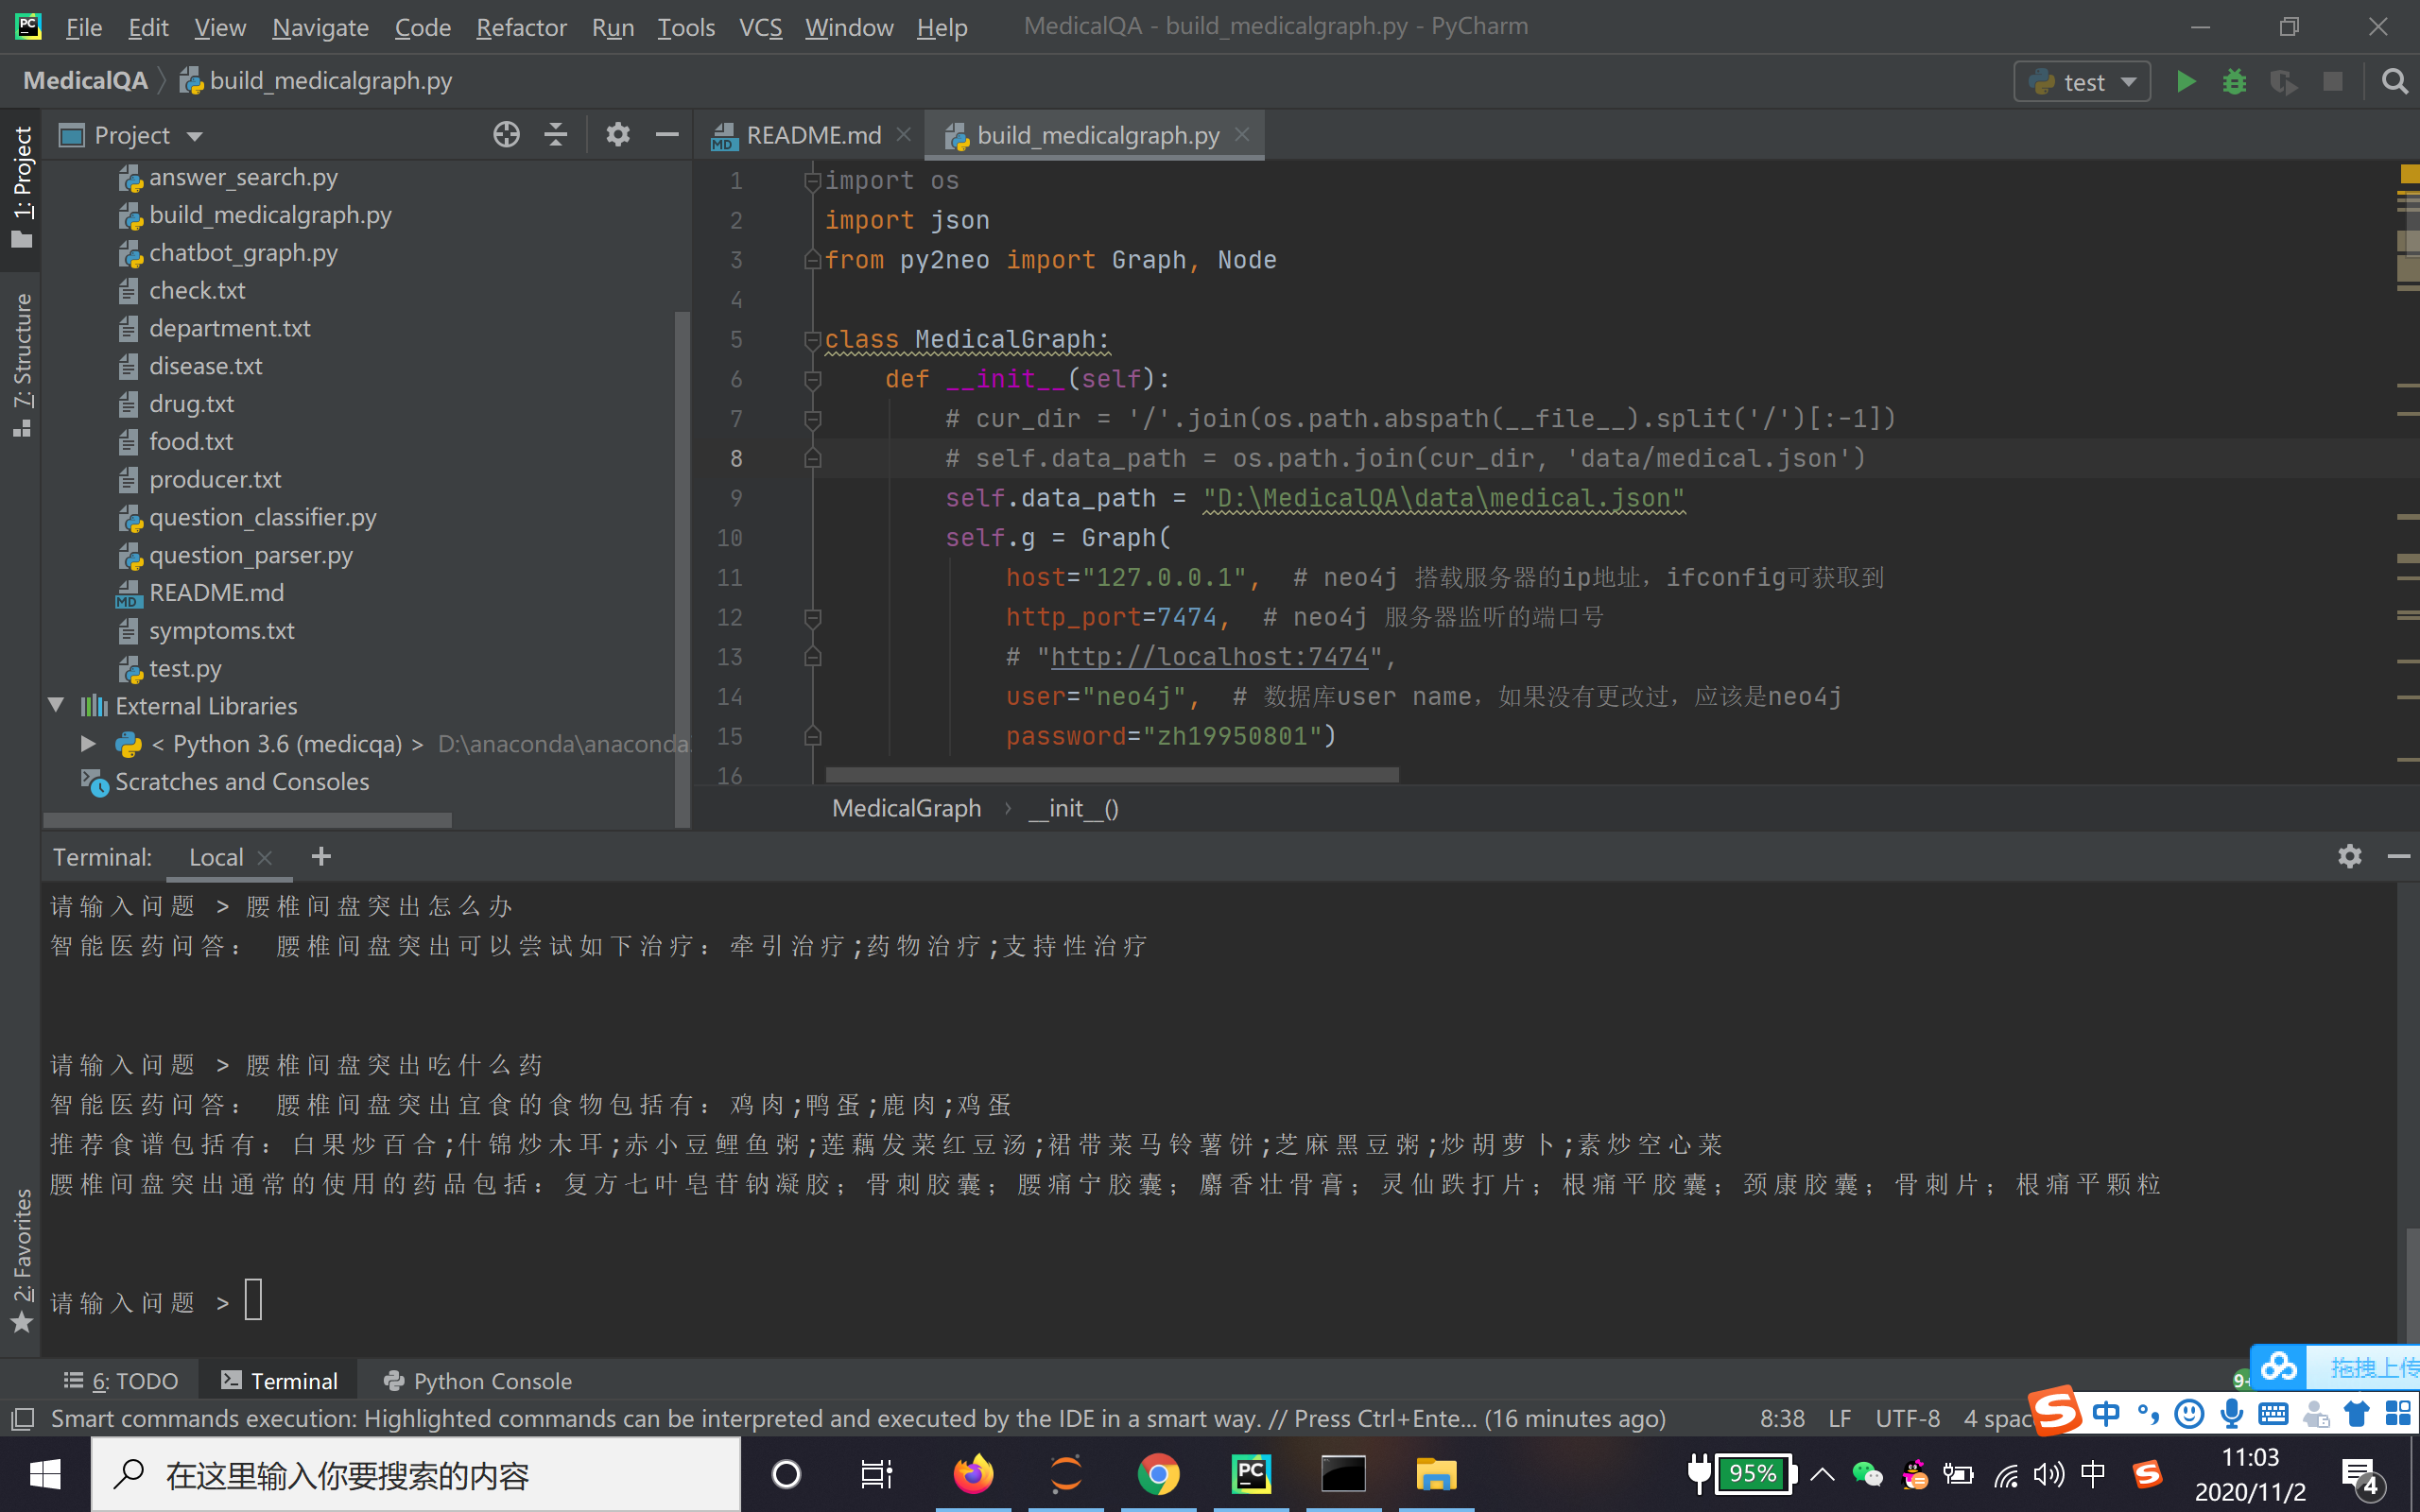 File Edit View Navigate Code Refactor Run Tools VCS Window Help MedicalQA - build_medicalgraph.py - PyCharm
MedicalQA build_medicalgraph.py test
1: Project
7: Structure
2: Favorites
Project
answer_search.py
build_medicalgraph.py
chatbot_graph.py
check.txt
department.txt
disease.txt
drug.txt
food.txt
producer.txt
question_classifier.py
question_parser.py
README.md
symptoms.txt
test.py
External Libraries
< Python 3.6 (medicqa) > D:\anaconda\anaconda
Scratches and Consoles
README.md build_medicalgraph.py
1 import os
2 import json
3 from py2neo import Graph, Node
4
5 class MedicalGraph:
6 def __init__(self):
7 # cur_dir = '/'.join(os.path.abspath(__file__).split('/')[:-1])
8 # self.data_path = os.path.join(cur_dir, 'data/medical.json')
9 self.data_path = "D:\MedicalQA\data\medical.json"
10 self.g = Graph(
11 host="127.0.0.1", # neo4j 搭载服务器的ip地址，ifconfig可获取到
12 http_port=7474, # neo4j 服务器监听的端口号
13 # "http://localhost:7474",
14 user="neo4j", # 数据库user name，如果没有更改过，应该是neo4j
15 password="zh19950801")
16
MedicalGraph › __init__()
Terminal: Local +
请输入问题 > 腰椎间盘突出怎么办
智能医药问答： 腰椎间盘突出可以尝试如下治疗：牵引治疗;药物治疗;支持性治疗
请输入问题 > 腰椎间盘突出吃什么药
智能医药问答： 腰椎间盘突出宜食的食物包括有：鸡肉;鸭蛋;鹿肉;鸡蛋
推荐食谱包括有：白果炒百合;什锦炒木耳;赤小豆鲤鱼粥;莲藕发菜红豆汤;裙带菜马铃薯饼;芝麻黑豆粥;炒胡萝卜;素炒空心菜
腰椎间盘突出通常的使用的药品包括：复方七叶皂苷钠凝胶；骨刺胶囊；腰痛宁胶囊；麝香壮骨膏；灵仙跌打片；根痛平胶囊；颈康胶囊；骨刺片；根痛平颗粒
请输入问题 >
6: TODO Terminal Python Console
9+ 拖拽上传
Smart commands execution: Highlighted commands can be interpreted and executed by the IDE in a smart way. // Press Ctrl+Ente... (16 minutes ago) 8:38 LF UTF-8 4 spac
中
在这里输入你要搜索的内容 95% 中 11:03
2020/11/2 4